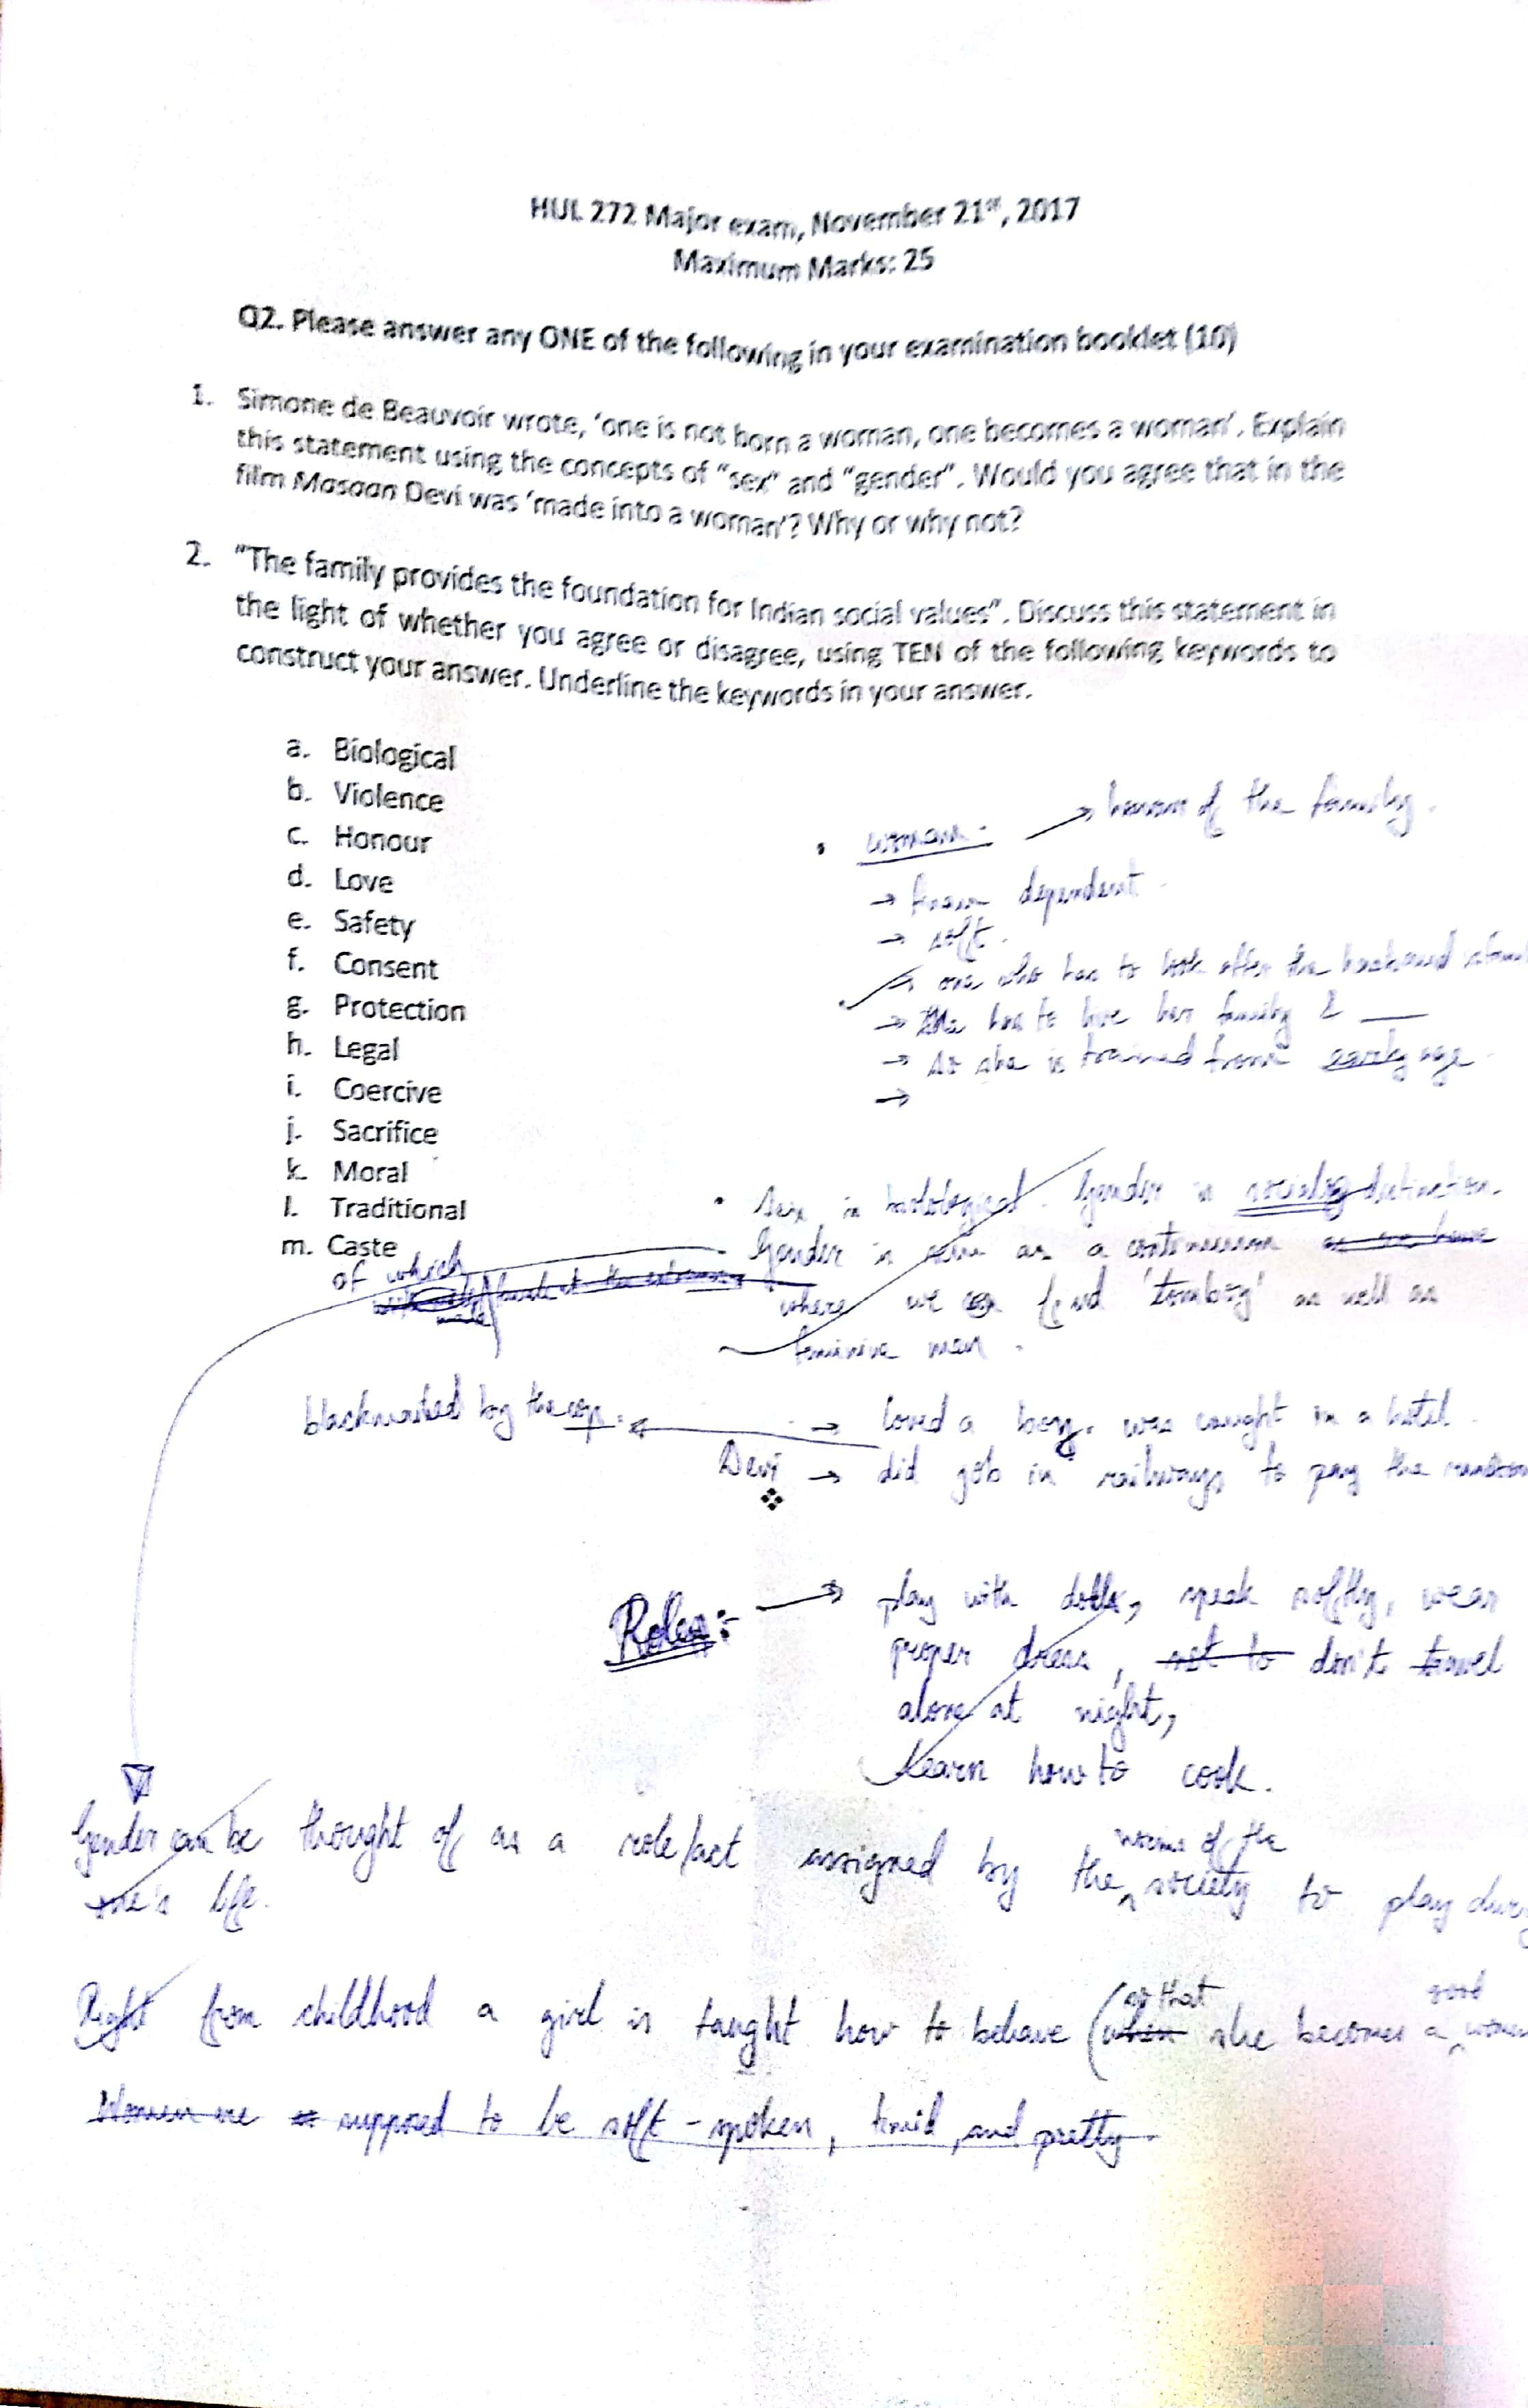 HUL 272 Major exam, November 21st, 2017
Maximum Marks: 25
Q2. Please answer any ONE of the following in your examination booklet (10)
1. Simone de Beauvoir wrote, ‘one is not born a woman, one becomes a woman’. Explain
this statement using the concepts of “sex” and “gender”. Would you agree that in the
film Masaan Devi was ‘made into a woman’? Why or why not?
2. “The family provides the foundation for Indian social values”. Discuss this statement in
the light of whether you agree or disagree, using TEN of the following keywords to
construct your answer. Underline the keywords in your answer.
a. Biological
b. Violence
c. Honour
d. Love
e. Safety
f. Consent
g. Protection
h. Legal
i. Coercive
j. Sacrifice
k. Moral
l. Traditional
m. Caste
• woman. → honour of the family.
→ dependent
→ soft.
→ one who has to look after the husband
→ she has to live her family &
→ so she is trained from early age.
→
• Sex is biological. Gender is socially distinction.
Gender is seen as a continuum as we have
of which
where we find 'tomboy' as well as
feminine men.
→ loved a boy. was caught in a hotel.
blackmailed by the cop.
Devi → did job in railways to pay the
Roles:- → play with dolls, speak softly, wear
proper dress, not to don't travel
alone at night,
Learn how to cook.
Gender can be thought of as a role/act assigned by the norms of the society to play
one's life.
Right from childhood a girl is taught how to behave (when so that she becomes a good
Women are supposed to be soft-spoken, timid, and pretty.